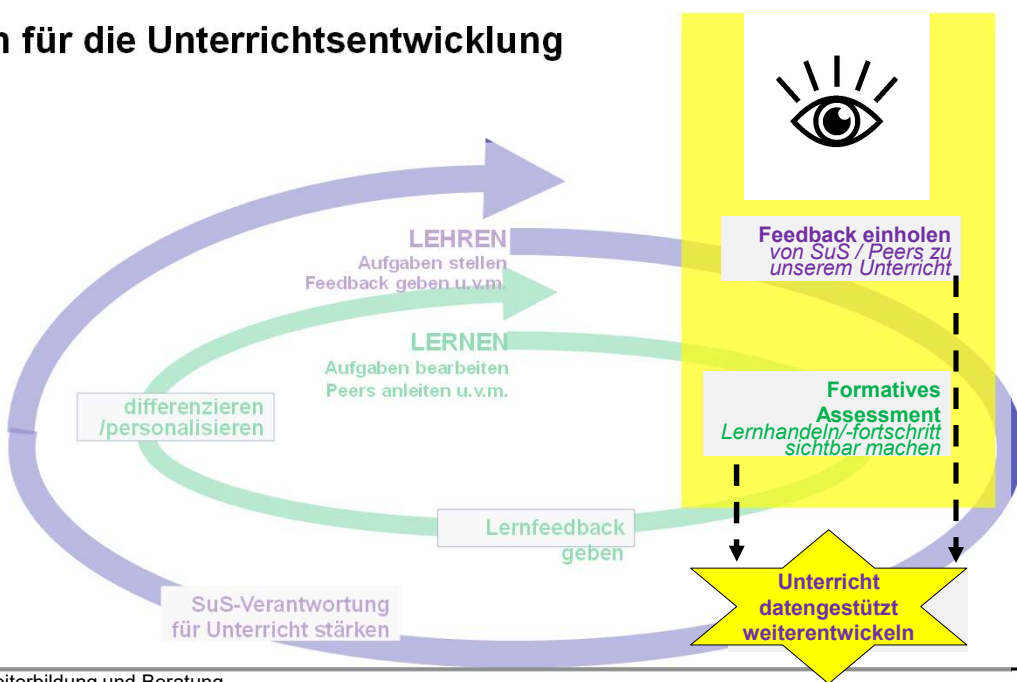 für die Unterrichtsentwicklung
Feedback einholen
von SuS / Peers zu
unserem Unterricht
LEHREN
Aufgaben stellen
Feedback geben u.v.m.
LERNEN
Aufgaben bearbeiten
Peers anleiten u.v.m.
Formatives
Assessment
Lernhandeln/-fortschritt
sichtbar machen
differenzieren
/personalisieren
Lernfeedback
geben
Unterricht
datengestützt
weiterentwickeln
SuS-Verantwortung
für Unterricht stärken
und Beratung